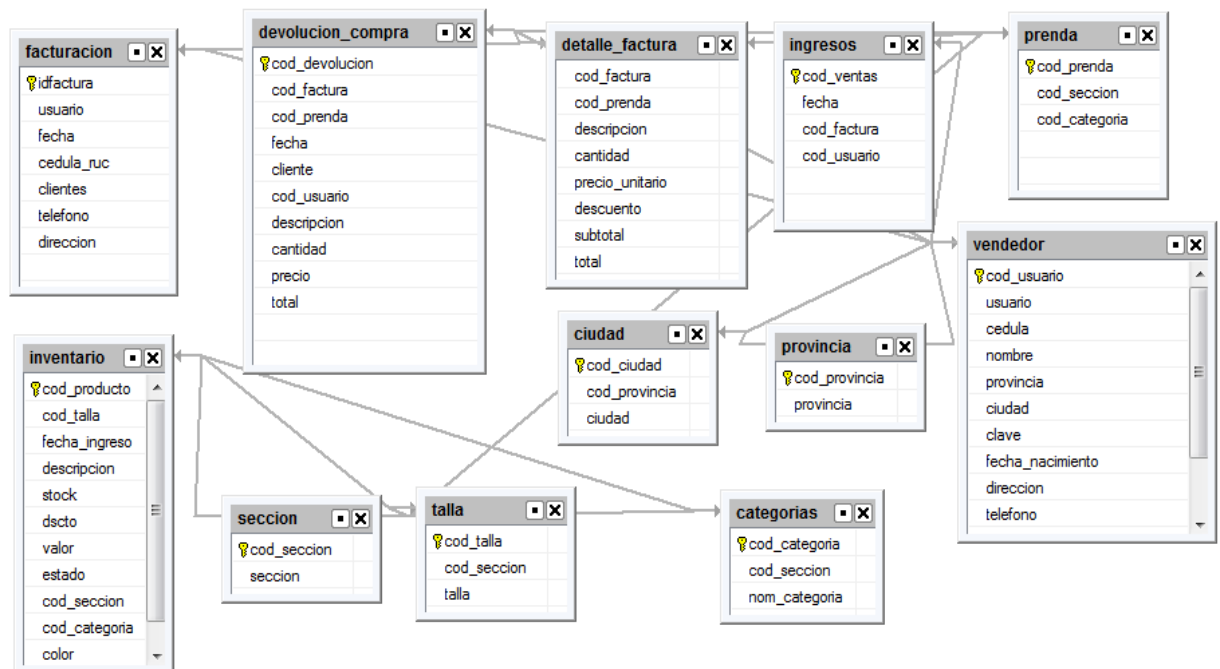 facturacion
idfactura
usuario
fecha
cedula_ruc
clientes
telefono
direccion
devolucion_compra
cod_devolucion
cod_factura
cod_prenda
fecha
cliente
cod_usuario
descripcion
cantidad
precio
total
detalle_factura
cod_factura
cod_prenda
descripcion
cantidad
precio_unitario
descuento
subtotal
total
ingresos
cod_ventas
fecha
cod_factura
cod_usuario
prenda
cod_prenda
cod_seccion
cod_categoria
vendedor
cod_usuario
usuario
cedula
nombre
provincia
ciudad
clave
fecha_nacimiento
direccion
telefono
inventario
cod_producto
cod_talla
fecha_ingreso
descripcion
stock
dscto
valor
estado
cod_seccion
cod_categoria
color
ciudad
cod_ciudad
cod_provincia
ciudad
provincia
cod_provincia
provincia
seccion
cod_seccion
seccion
talla
cod_talla
cod_seccion
talla
categorias
cod_categoria
cod_seccion
nom_categoria